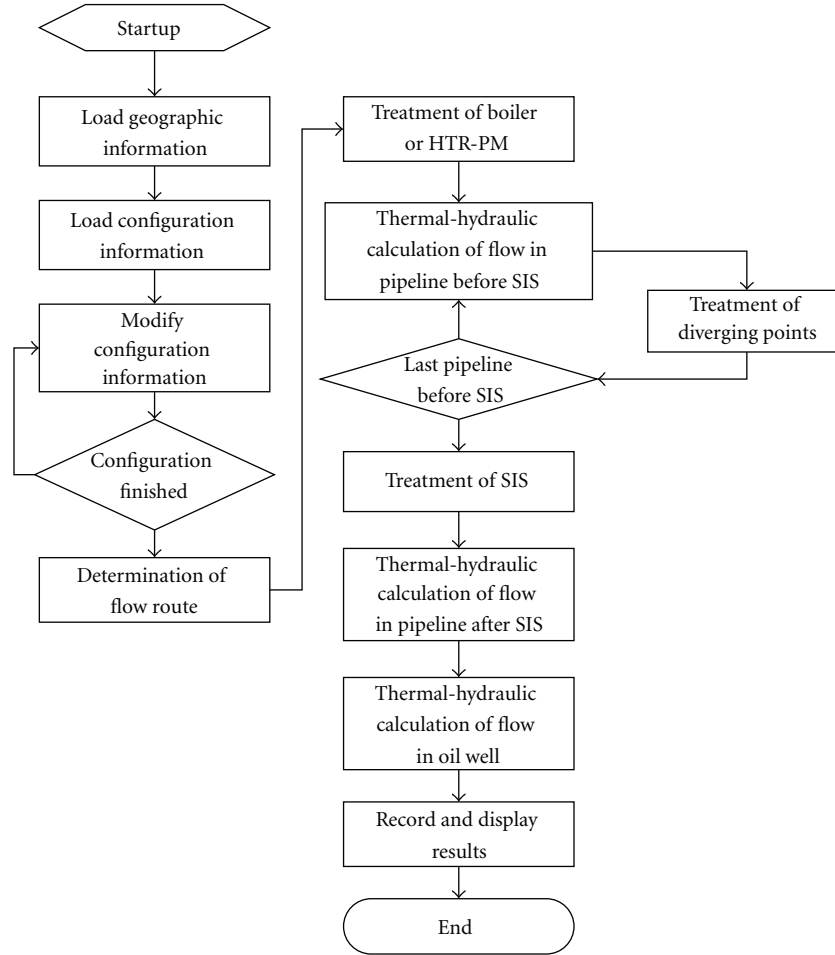 Startup
Load geographic
information
Load configuration
information
Modify
configuration
information
Configuration
finished
Determination of
flow route
Treatment of boiler
or HTR-PM
Thermal-hydraulic
calculation of flow in
pipeline before SIS
Treatment of
diverging points
Last pipeline
before SIS
Treatment of SIS
Thermal-hydraulic
calculation of flow
in pipeline after SIS
Thermal-hydraulic
calculation of flow
in oil well
Record and display
results
End